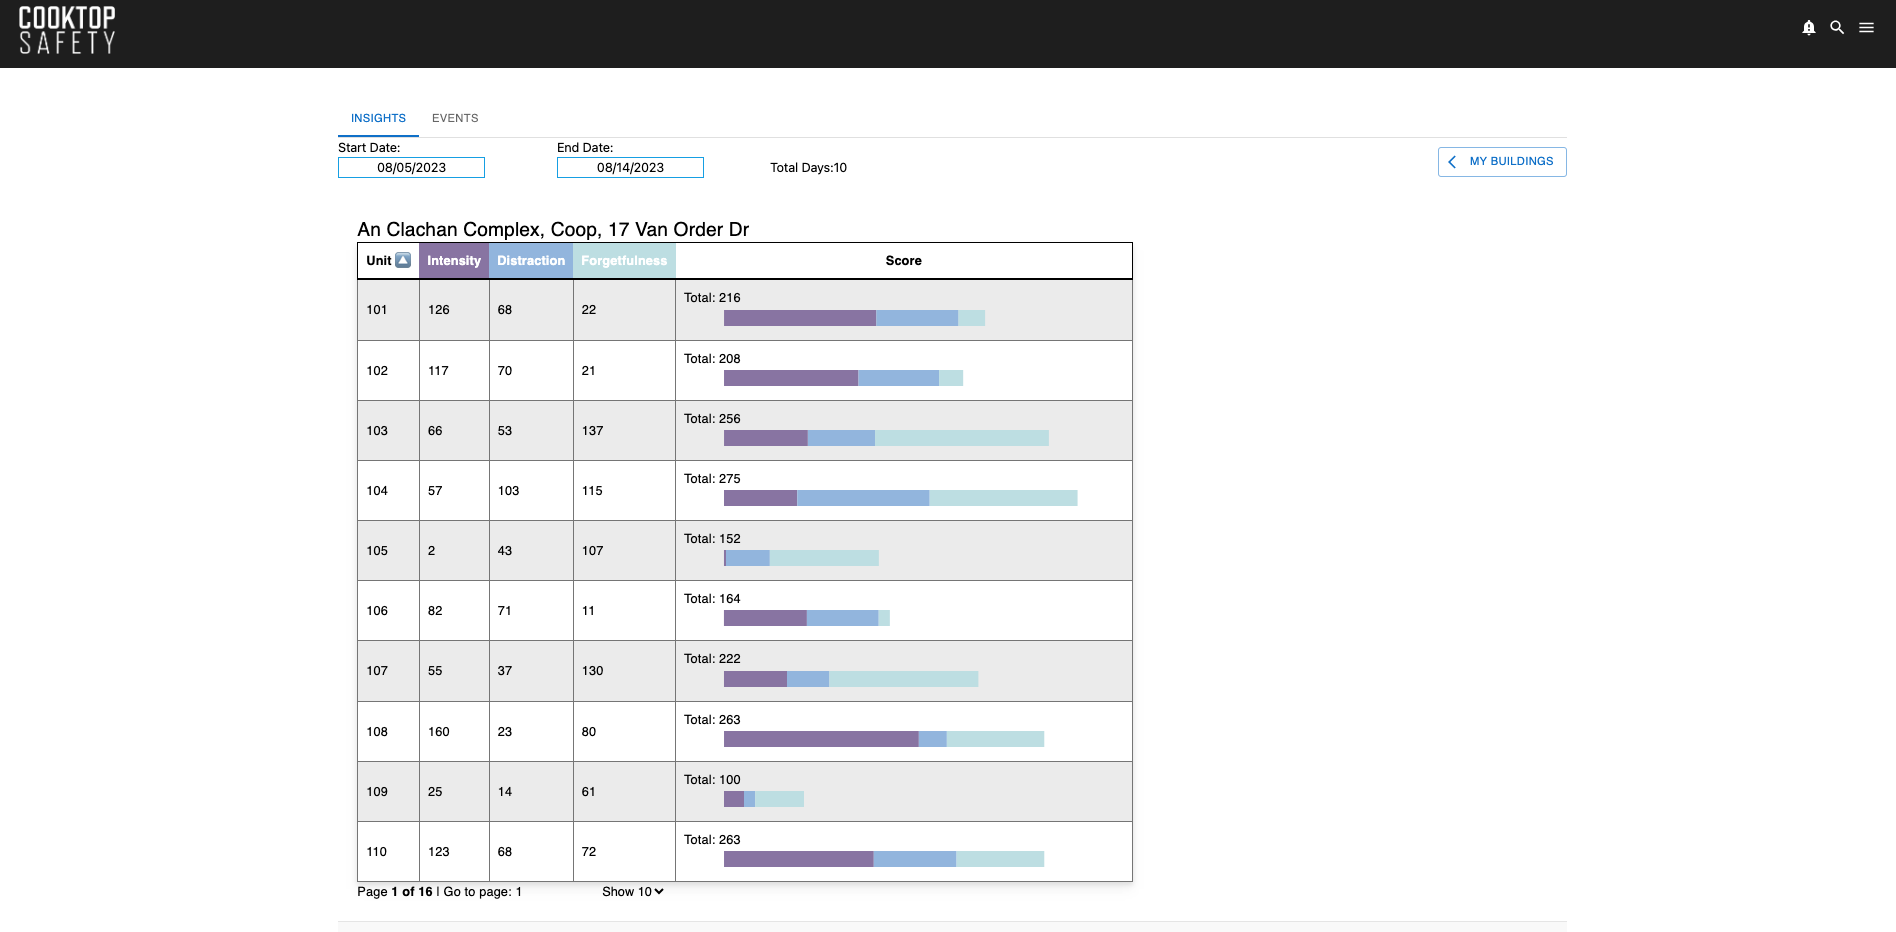 COOKTOP
SAFETY
INSIGHTS EVENTS
Start Date: End Date:
08/05/2023 08/14/2023 Total Days:10
MY BUILDINGS
An Clachan Complex, Coop, 17 Van Order Dr
Unit Intensity Distraction Forgetfulness Score
101 126 68 22 Total: 216
102 117 70 21 Total: 208
103 66 53 137 Total: 256
104 57 103 115 Total: 275
105 2 43 107 Total: 152
106 82 71 11 Total: 164
107 55 37 130 Total: 222
108 160 23 80 Total: 263
109 25 14 61 Total: 100
110 123 68 72 Total: 263
Page 1 of 16 | Go to page: 1 Show 10